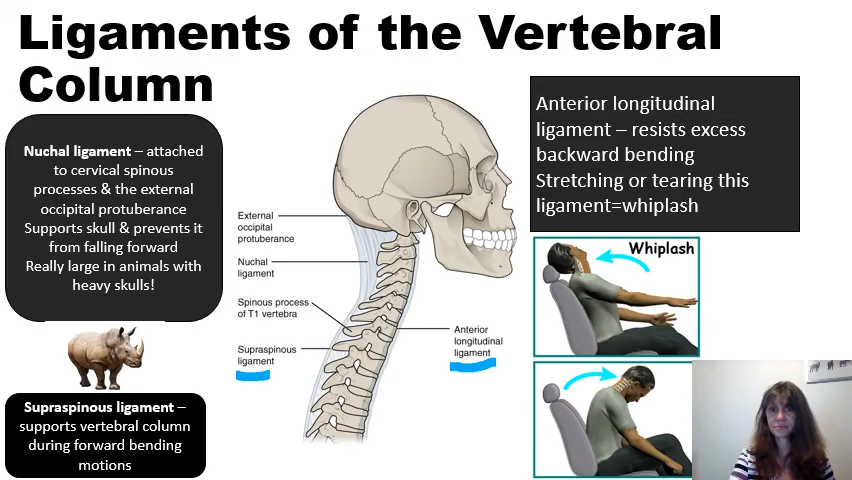 Ligaments of the Vertebral
Column
Nuchal ligament – attached
to cervical spinous
processes & the external
occipital protuberance
Supports skull & prevents it
from falling forward
Really large in animals with
heavy skulls!
Supraspinous ligament –
supports vertebral column
during forward bending
motions
External
occipital
protuberance
Nuchal
ligament
Spinous process
of T1 vertebra
Supraspinous
ligament
Anterior
longitudinal
ligament
Anterior longitudinal
ligament – resists excess
backward bending
Stretching or tearing this
ligament=whiplash
Whiplash